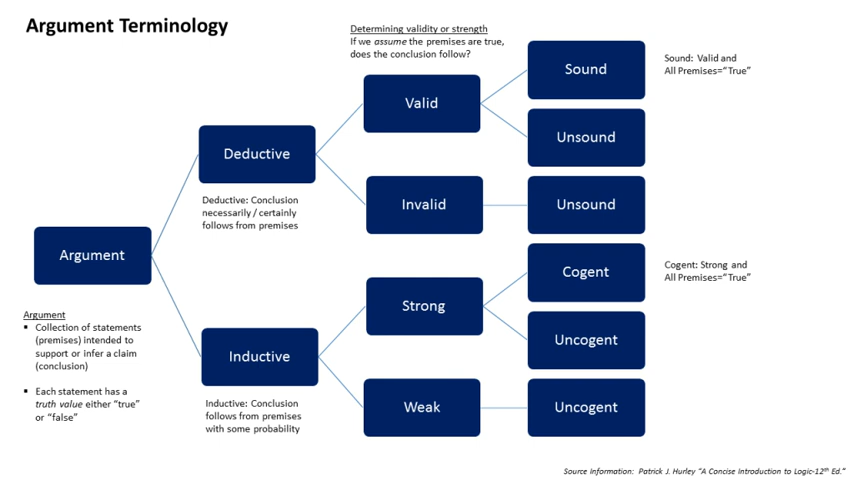 Argument Terminology
Determining validity or strength
If we assume the premises are true,
does the conclusion follow?
Sound
Sound: Valid and
All Premises="True"
Valid
Unsound
Deductive
Deductive: Conclusion
necessarily / certainly
follows from premises
Invalid
Unsound
Argument
Argument
▪ Collection of statements
(premises) intended to
support or infer a claim
(conclusion)
▪ Each statement has a
truth value either “true”
or “false”
Cogent
Cogent: Strong and
All Premises="True"
Strong
Uncogent
Inductive
Inductive: Conclusion
follows from premises
with some probability
Weak
Uncogent
Source Information: Patrick J. Hurley “A Concise Introduction to Logic-12th Ed.”